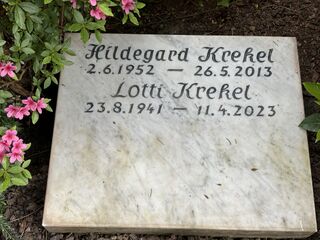 Hildegard Krekel
2.6.1952 — 26.5.2013
Lotti Krekel
23.8.1941 — 11.4.2023